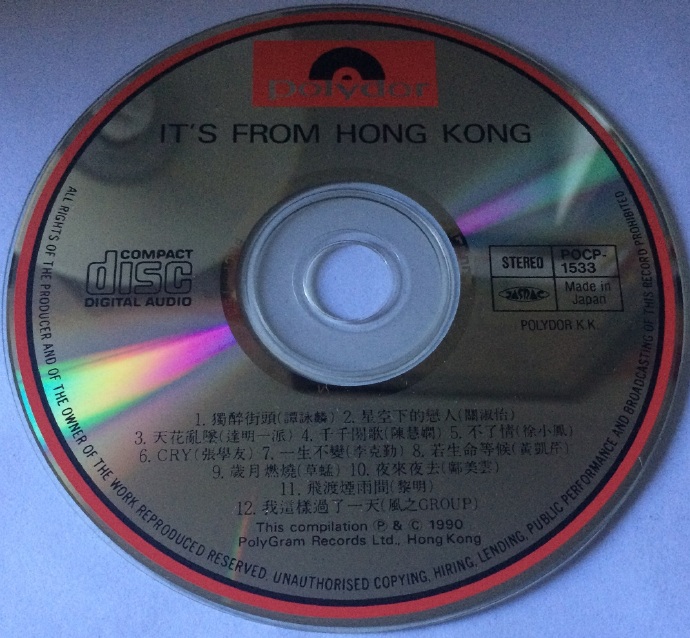 Polydor
IT'S FROM HONG KONG
COMPACT
disc
DIGITAL AUDIO
STEREO
POCP-
1533
JASRAC
Made in
Japan
POLYDOR K.K.
1. 獨醉街頭(譚詠麟) 2. 星空下的戀人(關淑怡)
3. 天花亂墜(達明一派) 4. 千千闋歌(陳慧嫻) 5. 不了情(徐小鳳)
6. CRY(張學友) 7. 一生不變(李克勤) 8. 若生命等候(黃凱芹)
9. 歲月燃燒(草蜢) 10. 夜來夜去(鄺美雲)
11. 飛渡煙雨間(黎明)
12. 我這樣過了一天(風之GROUP)
This compilation Ⓟ & © 1990
PolyGram Records Ltd., Hong Kong
ALL RIGHTS OF THE PRODUCER AND OF THE OWNER OF THE WORK REPRODUCED RESERVED. UNAUTHORISED COPYING, HIRING, LENDING, PUBLIC PERFORMANCE AND BROADCASTING OF THIS RECORD PROHIBITED